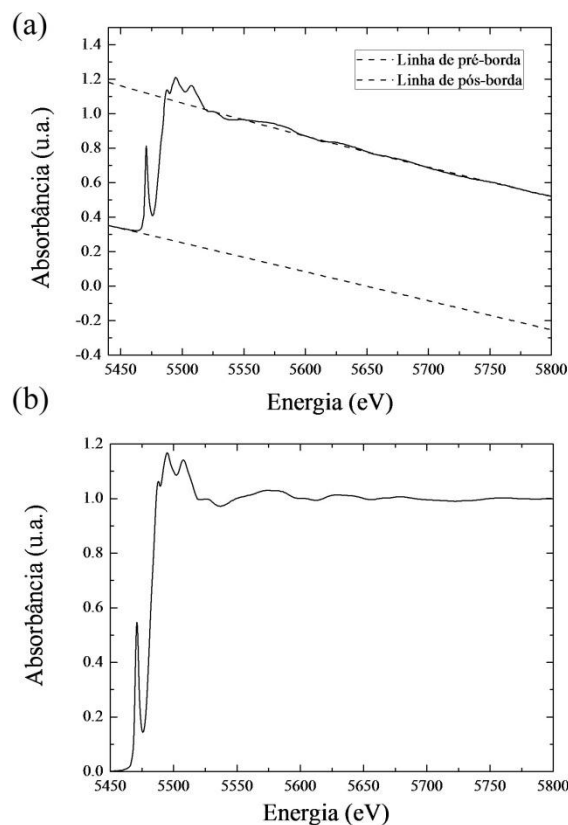 (a)
1.4
1.2
1.0
0.8
0.6
0.4
0.2
0.0
-0.2
-0.4
Absorbância (u.a.)
Linha de pré-borda
Linha de pós-borda
5450 5500 5550 5600 5650 5700 5750 5800
Energia (eV)
(b)
1.2
1.0
0.8
0.6
0.4
0.2
0.0
Absorbância (u.a.)
5450 5500 5550 5600 5650 5700 5750 5800
Energia (eV)